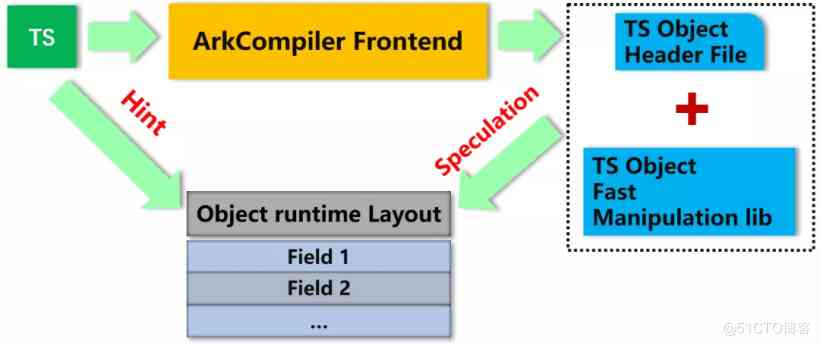 TS
ArkCompiler Frontend
TS Object
Header File
Hint
Speculation
+
TS Object
Fast
Manipulation lib
Object runtime Layout
Field 1
Field 2
...
@51CTO博客